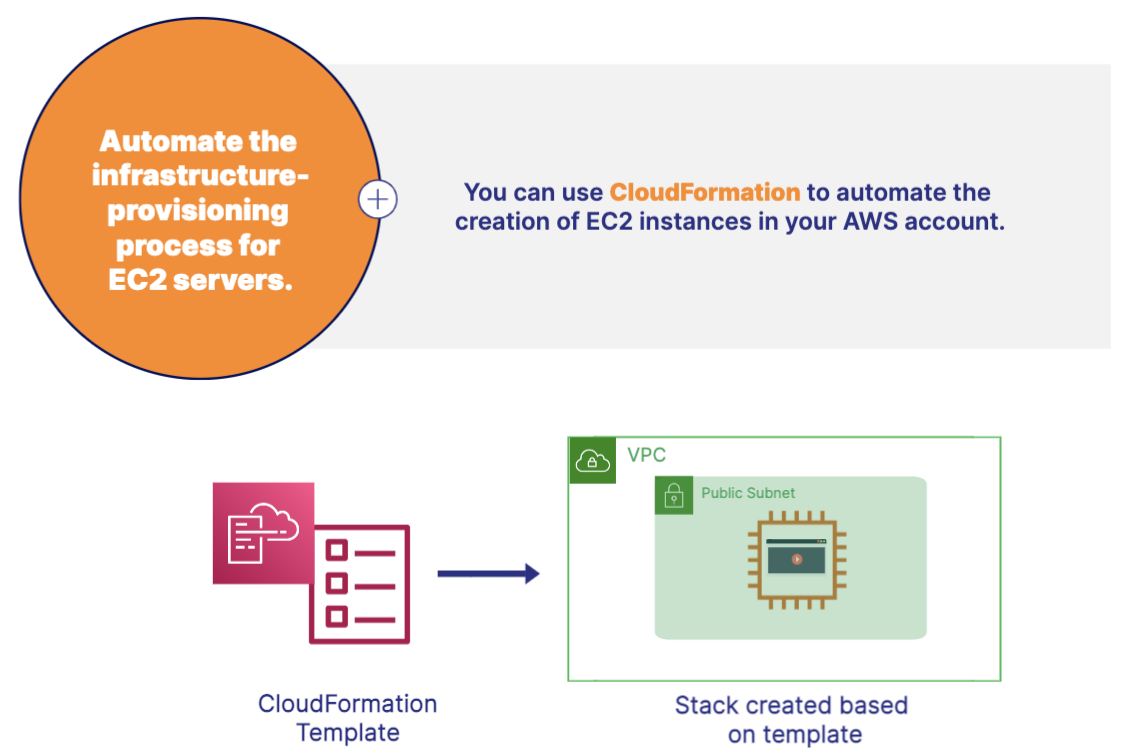 Automate the
infrastructure-
provisioning
process for
EC2 servers.
You can use CloudFormation to automate the
creation of EC2 instances in your AWS account.
VPC
Public Subnet
CloudFormation
Template
Stack created based
on template